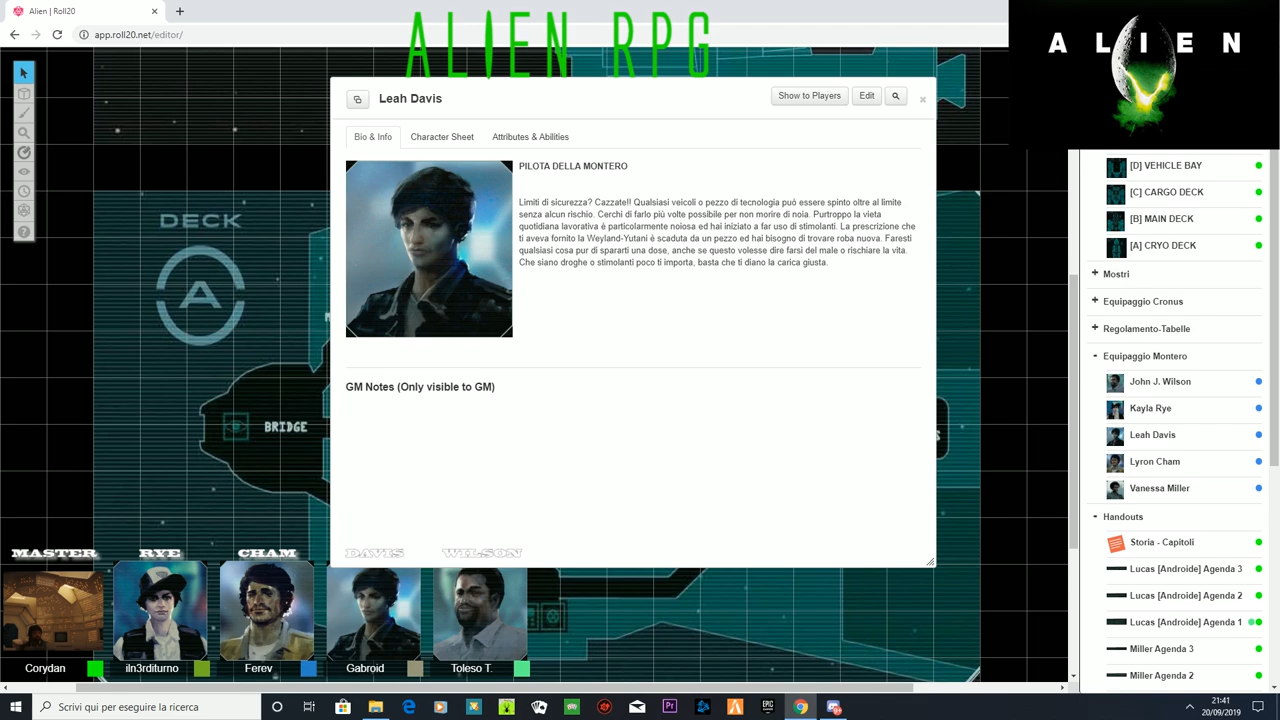 Alien | Roll20
app.roll20.net/editor/
ALIEN RPG
ALIEN
Leah Davis
Show to Players
Edit
Bio & Info
Character Sheet
Attributes & Abilities
PILOTA DELLA MONTERO
Limiti di sicurezza? Cazzate!! Qualsiasi veicoli o pezzo di tecnologia può essere spinto oltre al limite
senza alcun rischio. Cerchi di farlo più volte possibile per non morire di noia. Purtroppo la vieta
quotidiana lavorativa è particolarmente noiosa ed hai iniziato a far uso di stimolanti. La prescrizione che
ti aveva fornito la Weyland-Yutani è scaduta da un pezzo ed hai bisogno di trovare roba nuova. Faresti
qualsiasi cosa pur di spararti una dose, anche se questo volesse dire farsi del male o rischiare la vita.
Che siano droghe o stimolanti poco ti importa, basta che ti diano la carica giusta.
GM Notes (Only visible to GM)
DECK
A
BRIDGE
[D] VEHICLE BAY
[C] CARGO DECK
[B] MAIN DECK
[A] CRYO DECK
Mostri
Equipaggio Cronus
Regolamento-Tabelle
Equipaggio Montero
John J. Wilson
Kayla Rye
Leah Davis
Lyron Cham
Vanessa Miller
Handouts
Storia - Capitoli
Lucas [Androide] Agenda 3
Lucas [Androide] Agenda 2
Lucas [Androide] Agenda 1
Miller Agenda 3
Miller Agenda 2
MASTER
RYE
CHAM
DAVIS
WILSON
Corydan
iIn3rditurno
Ferev
Gabroid
Toleso T.
Scrivi qui per eseguire la ricerca
21:41
20/09/2019